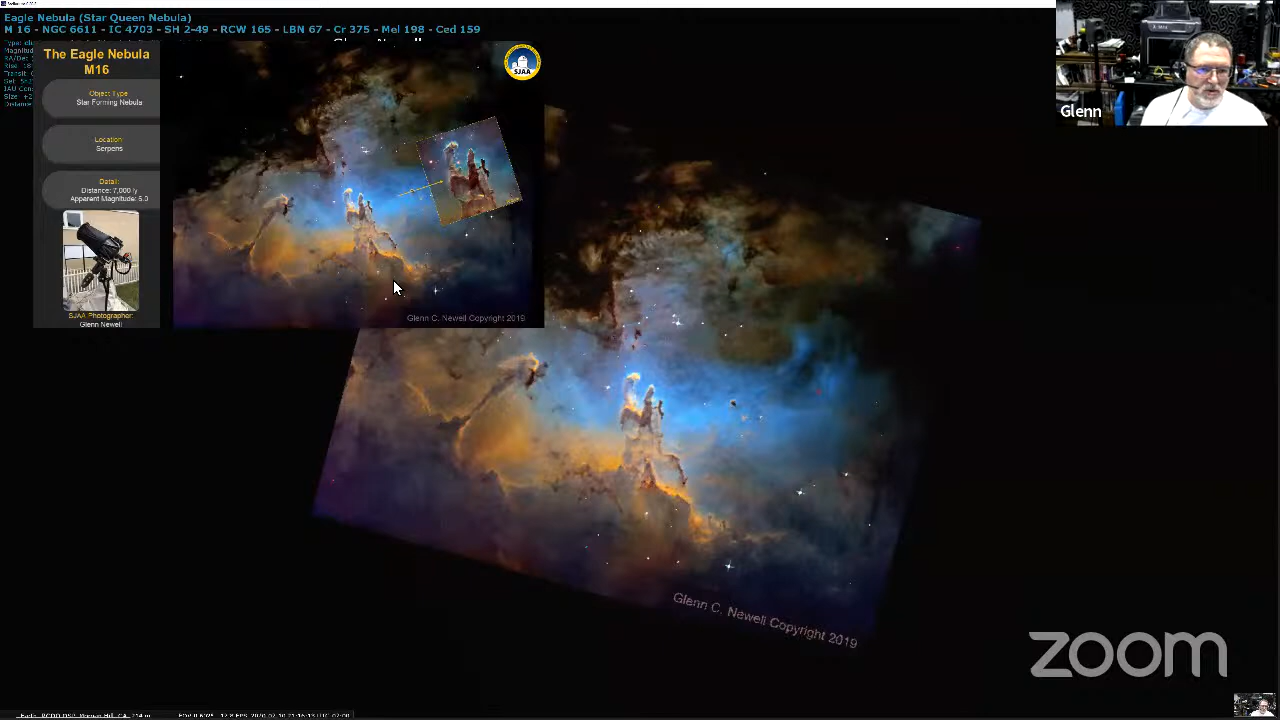 Eagle Nebula (Star Queen Nebula)
M 16 - NGC 6611 - IC 4703 - SH 2-49 - RCW 165 - LBN 67 - Cr 375 - Mel 198 - Ced 159
The Eagle Nebula
M16
Object Type
Star Forming Nebula
Location:
Serpens
Detail:
Distance: 7,000 ly
Apparent Magnitude: 6.0
SJAA Photographer:
Glenn Newell
SJAA
Glenn C. Newell Copyright 2019
Glenn C. Newell Copyright 2019
Glenn
zoom